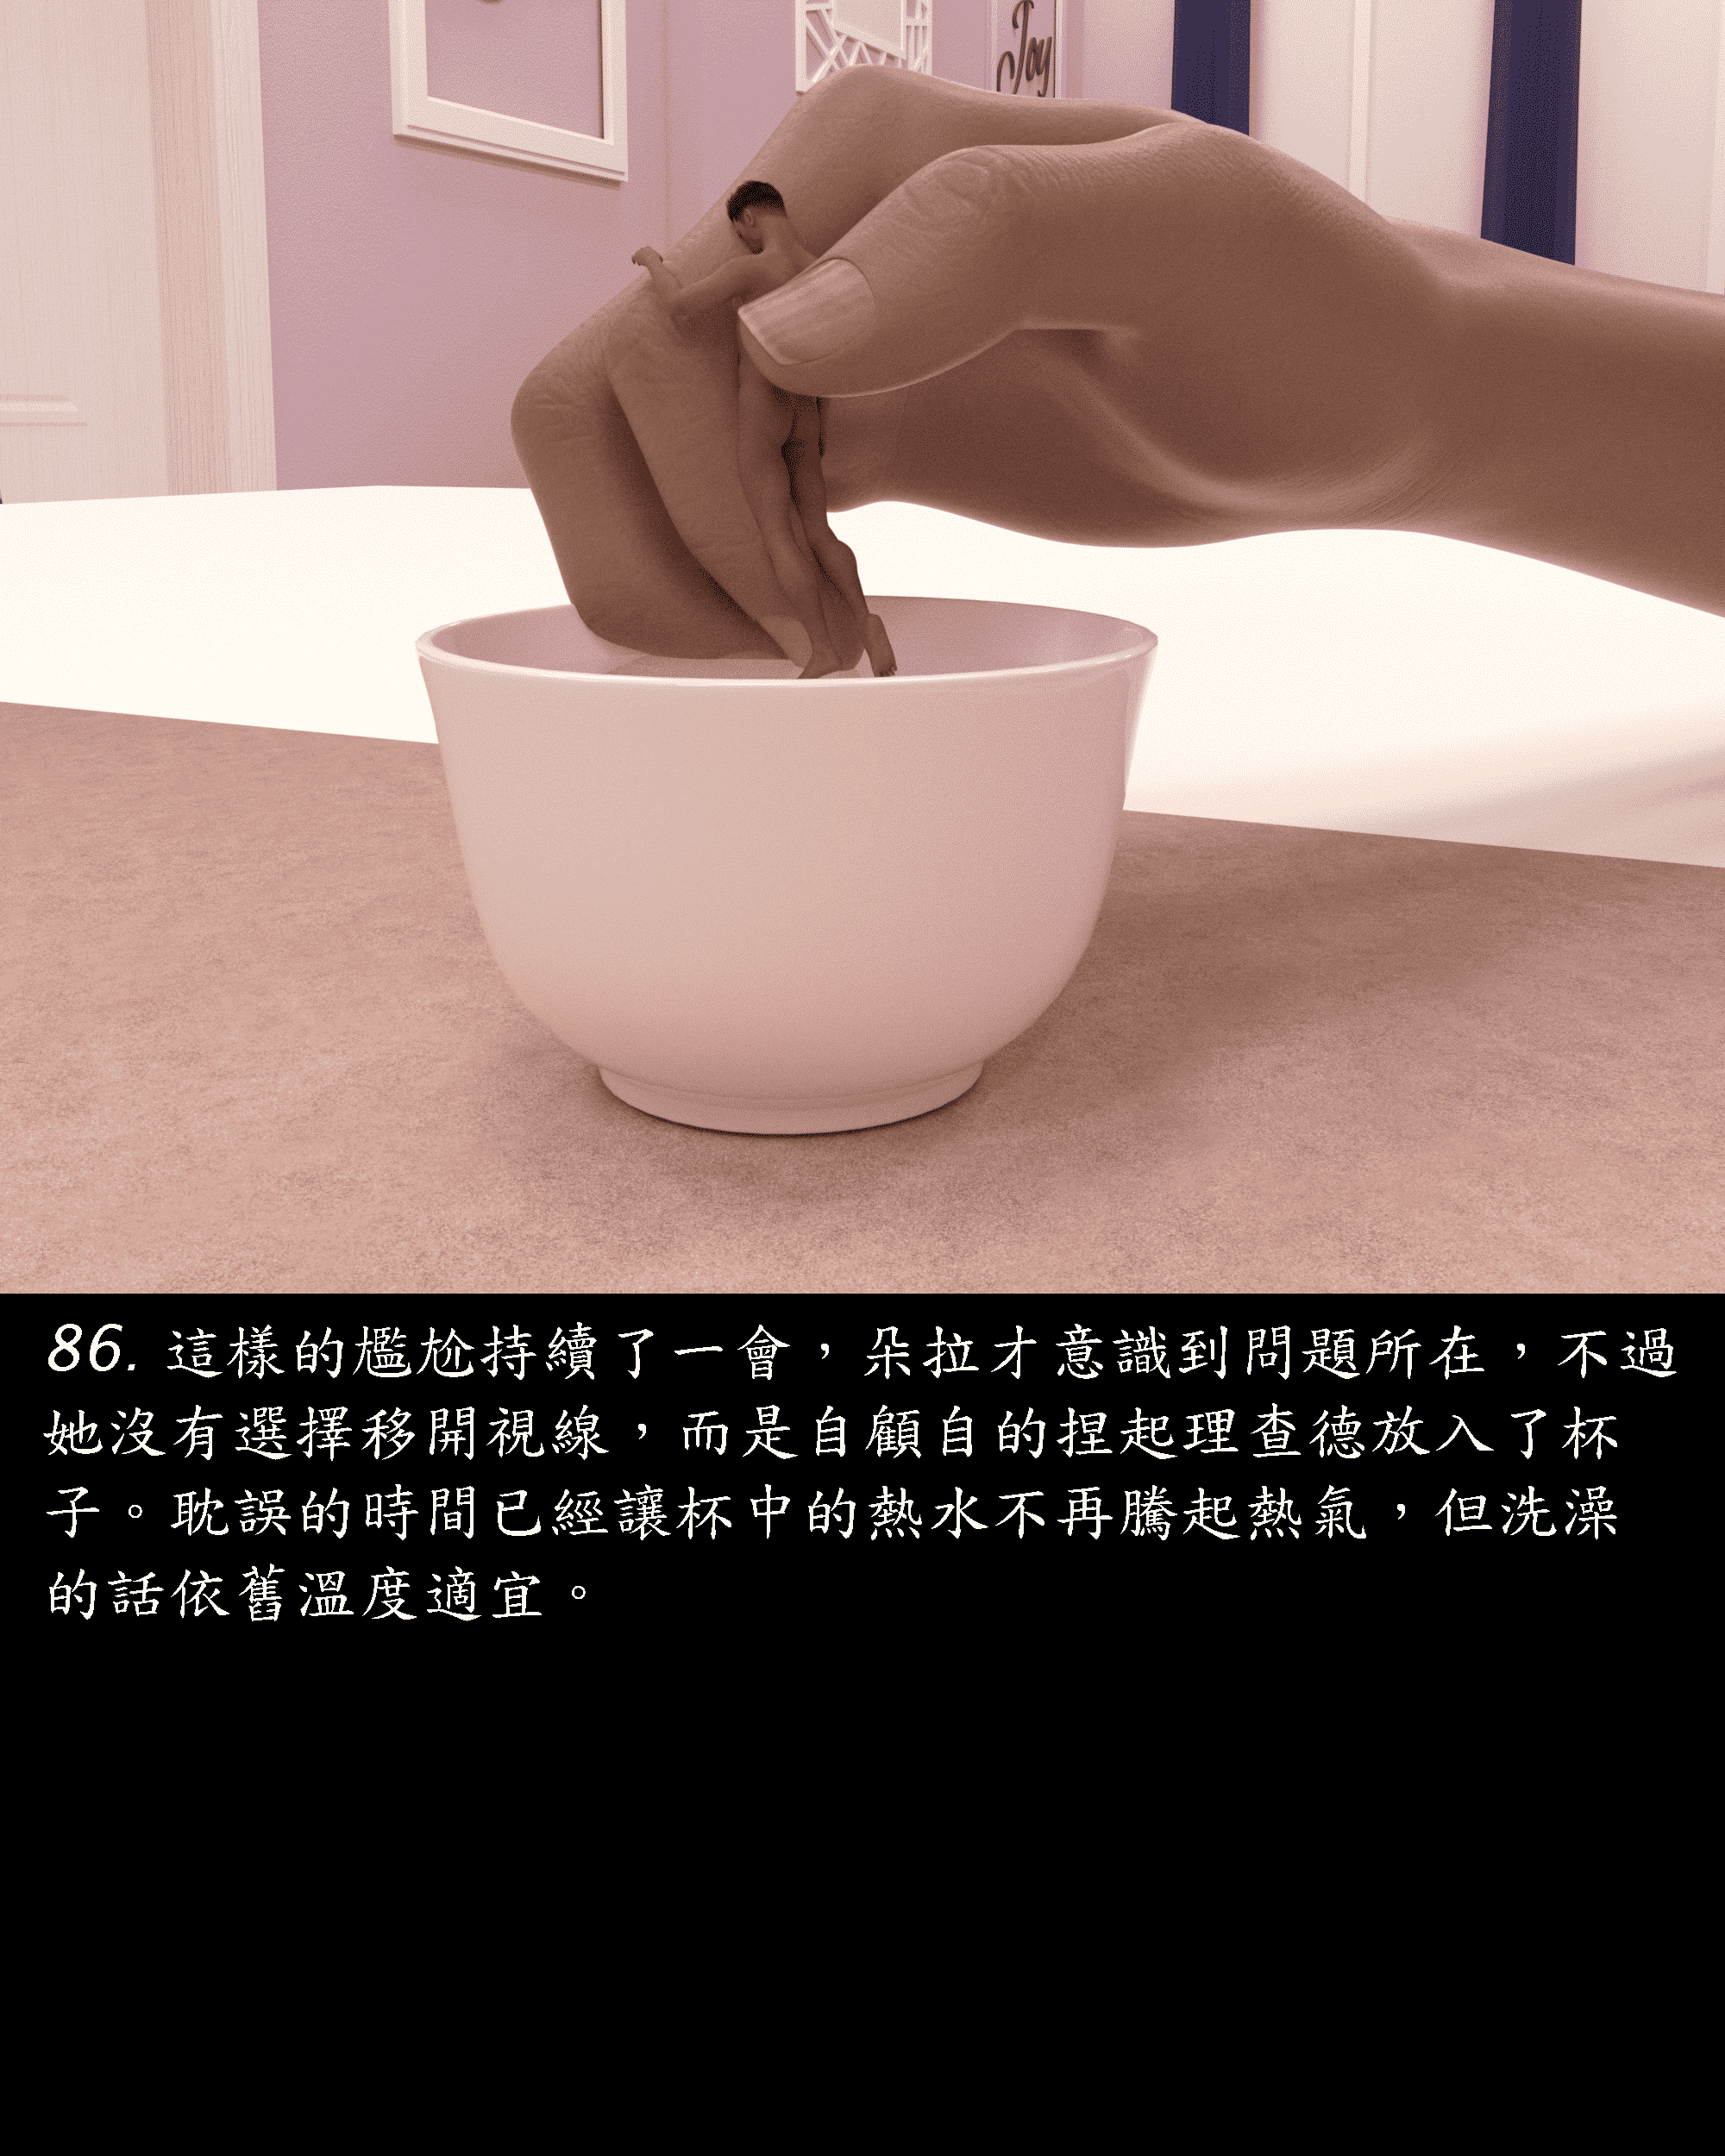 Joy
86. 這樣的尷尬持續了一會，朵拉才意識到問題所在，不過
她沒有選擇移開視線，而是自顧自的捏起理查德放入了杯
子。耽誤的時間已經讓杯中的熱水不再騰起熱氣，但洗澡
的話依舊溫度適宜。